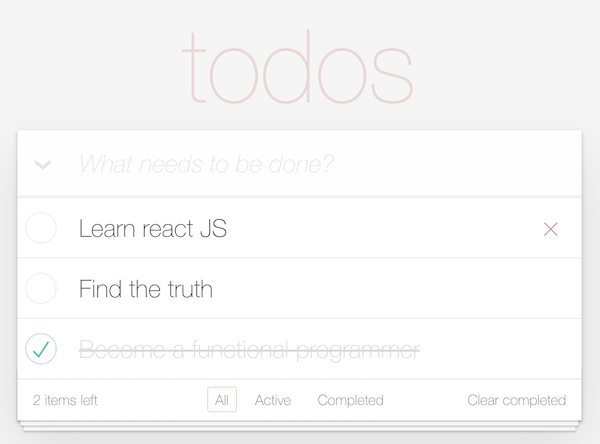 todos
What needs to be done?
Learn react JS
Find the truth
Become a functional programmer
2 items left All Active Completed Clear completed